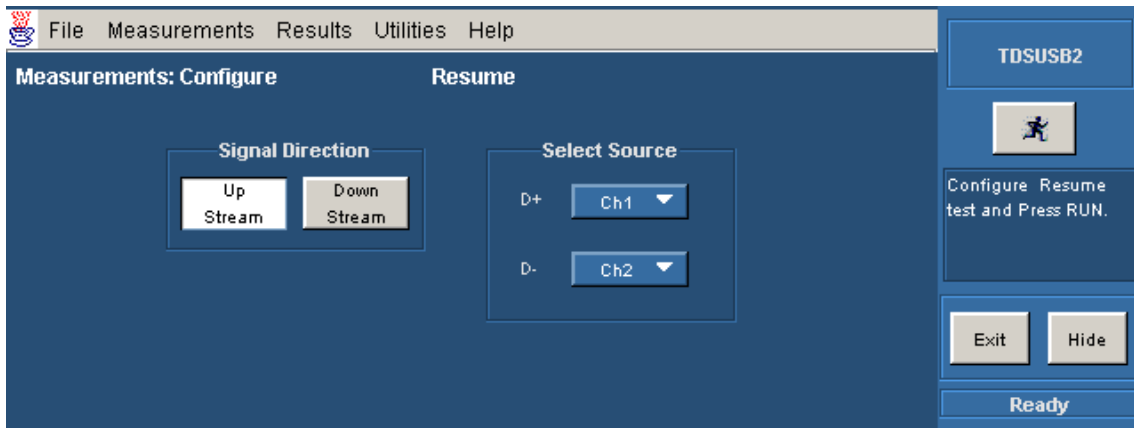 File Measurements Results Utilities Help
Measurements: Configure Resume
Signal Direction
Up
Stream
Down
Stream
Select Source
D+ Ch1
D- Ch2
TDSUSB2
Configure Resume
test and Press RUN.
Exit Hide
Ready